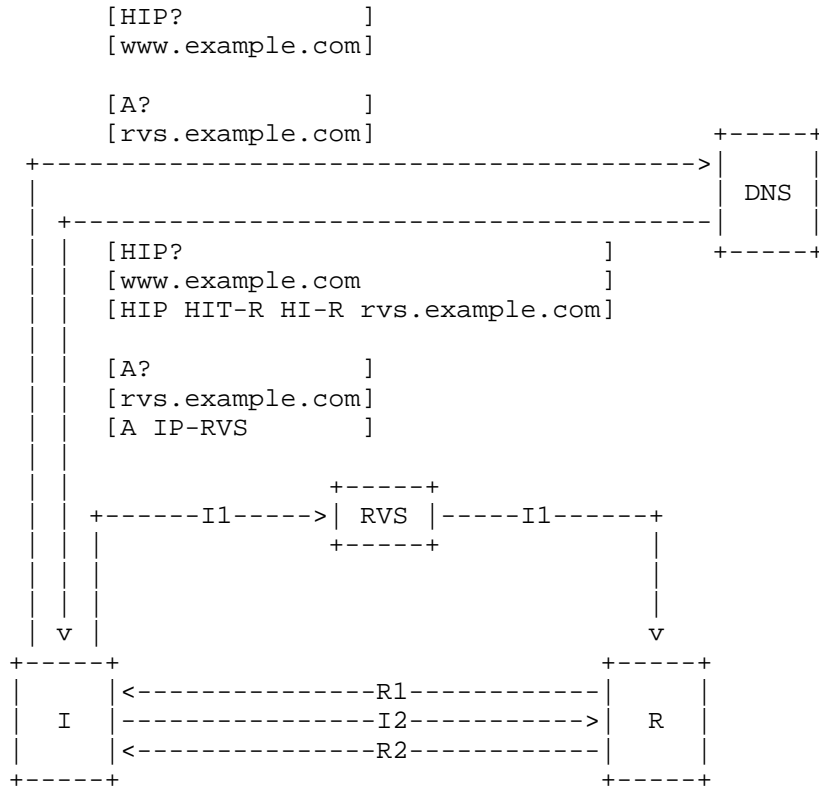 [HIP? ]
[www.example.com]
[A? ]
[rvs.example.com]
DNS
[HIP? ]
[www.example.com ]
[HIP HIT-R HI-R rvs.example.com]
[A? ]
[rvs.example.com]
[A IP-RVS ]
I1 RVS I1
R1
I I2 R
R2